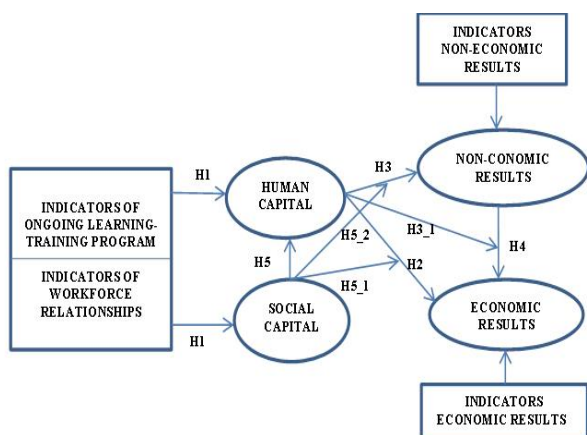 INDICATORS
NON-ECONOMIC
RESULTS
H1
H3
HUMAN
CAPITAL
NON-CONOMIC
RESULTS
INDICATORS OF
ONGOING LEARNING-
TRAINING PROGRAM
INDICATORS OF
WORKFORCE
RELATIONSHIPS
H5_2
H3_1
H4
H5
H2
H5_1
SOCIAL
CAPITAL
ECONOMIC
RESULTS
H1
INDICATORS
ECONOMIC RESULTS